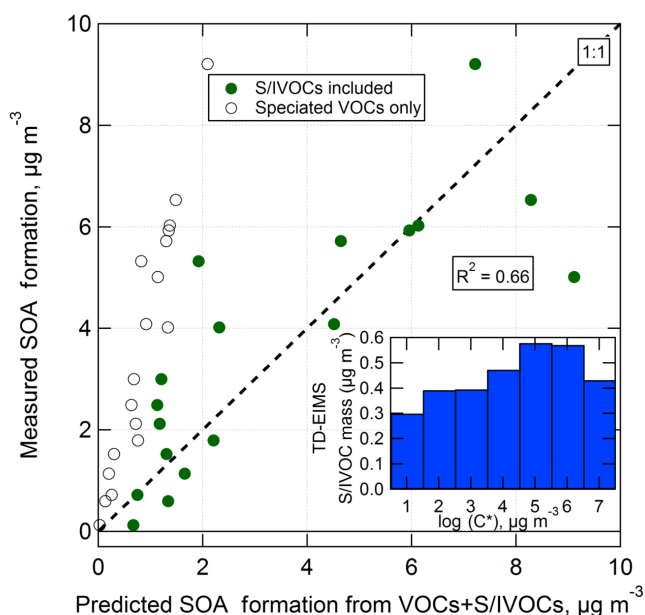 10
8
6
4
2
0
Measured SOA formation, µg m⁻³
1:1
S/IVOCs included
Speciated VOCs only
R² = 0.66
0.6
0.5
0.4
0.3
0.2
0.1
0.0
TD-EIMS
S/IVOC mass (µg m⁻³)
1 2 3 4 5 6 7
log (C*), µg m⁻³
0 2 4 6 8 10
Predicted SOA formation from VOCs+S/IVOCs, µg m⁻³